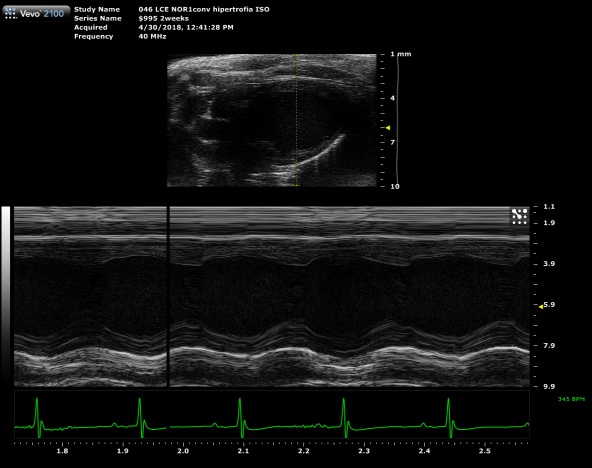 Vevo 2100
Study Name 046 LCE NOR1conv hipertrofia ISO
Series Name $995 2weeks
Acquired 4/30/2018, 12:41:28 PM
Frequency 40 MHz
1 mm
4
7
10
1.1
1.9
3.9
5.9
7.9
9.9
345 BPM
1.8 1.9 2.0 2.1 2.2 2.3 2.4 2.5